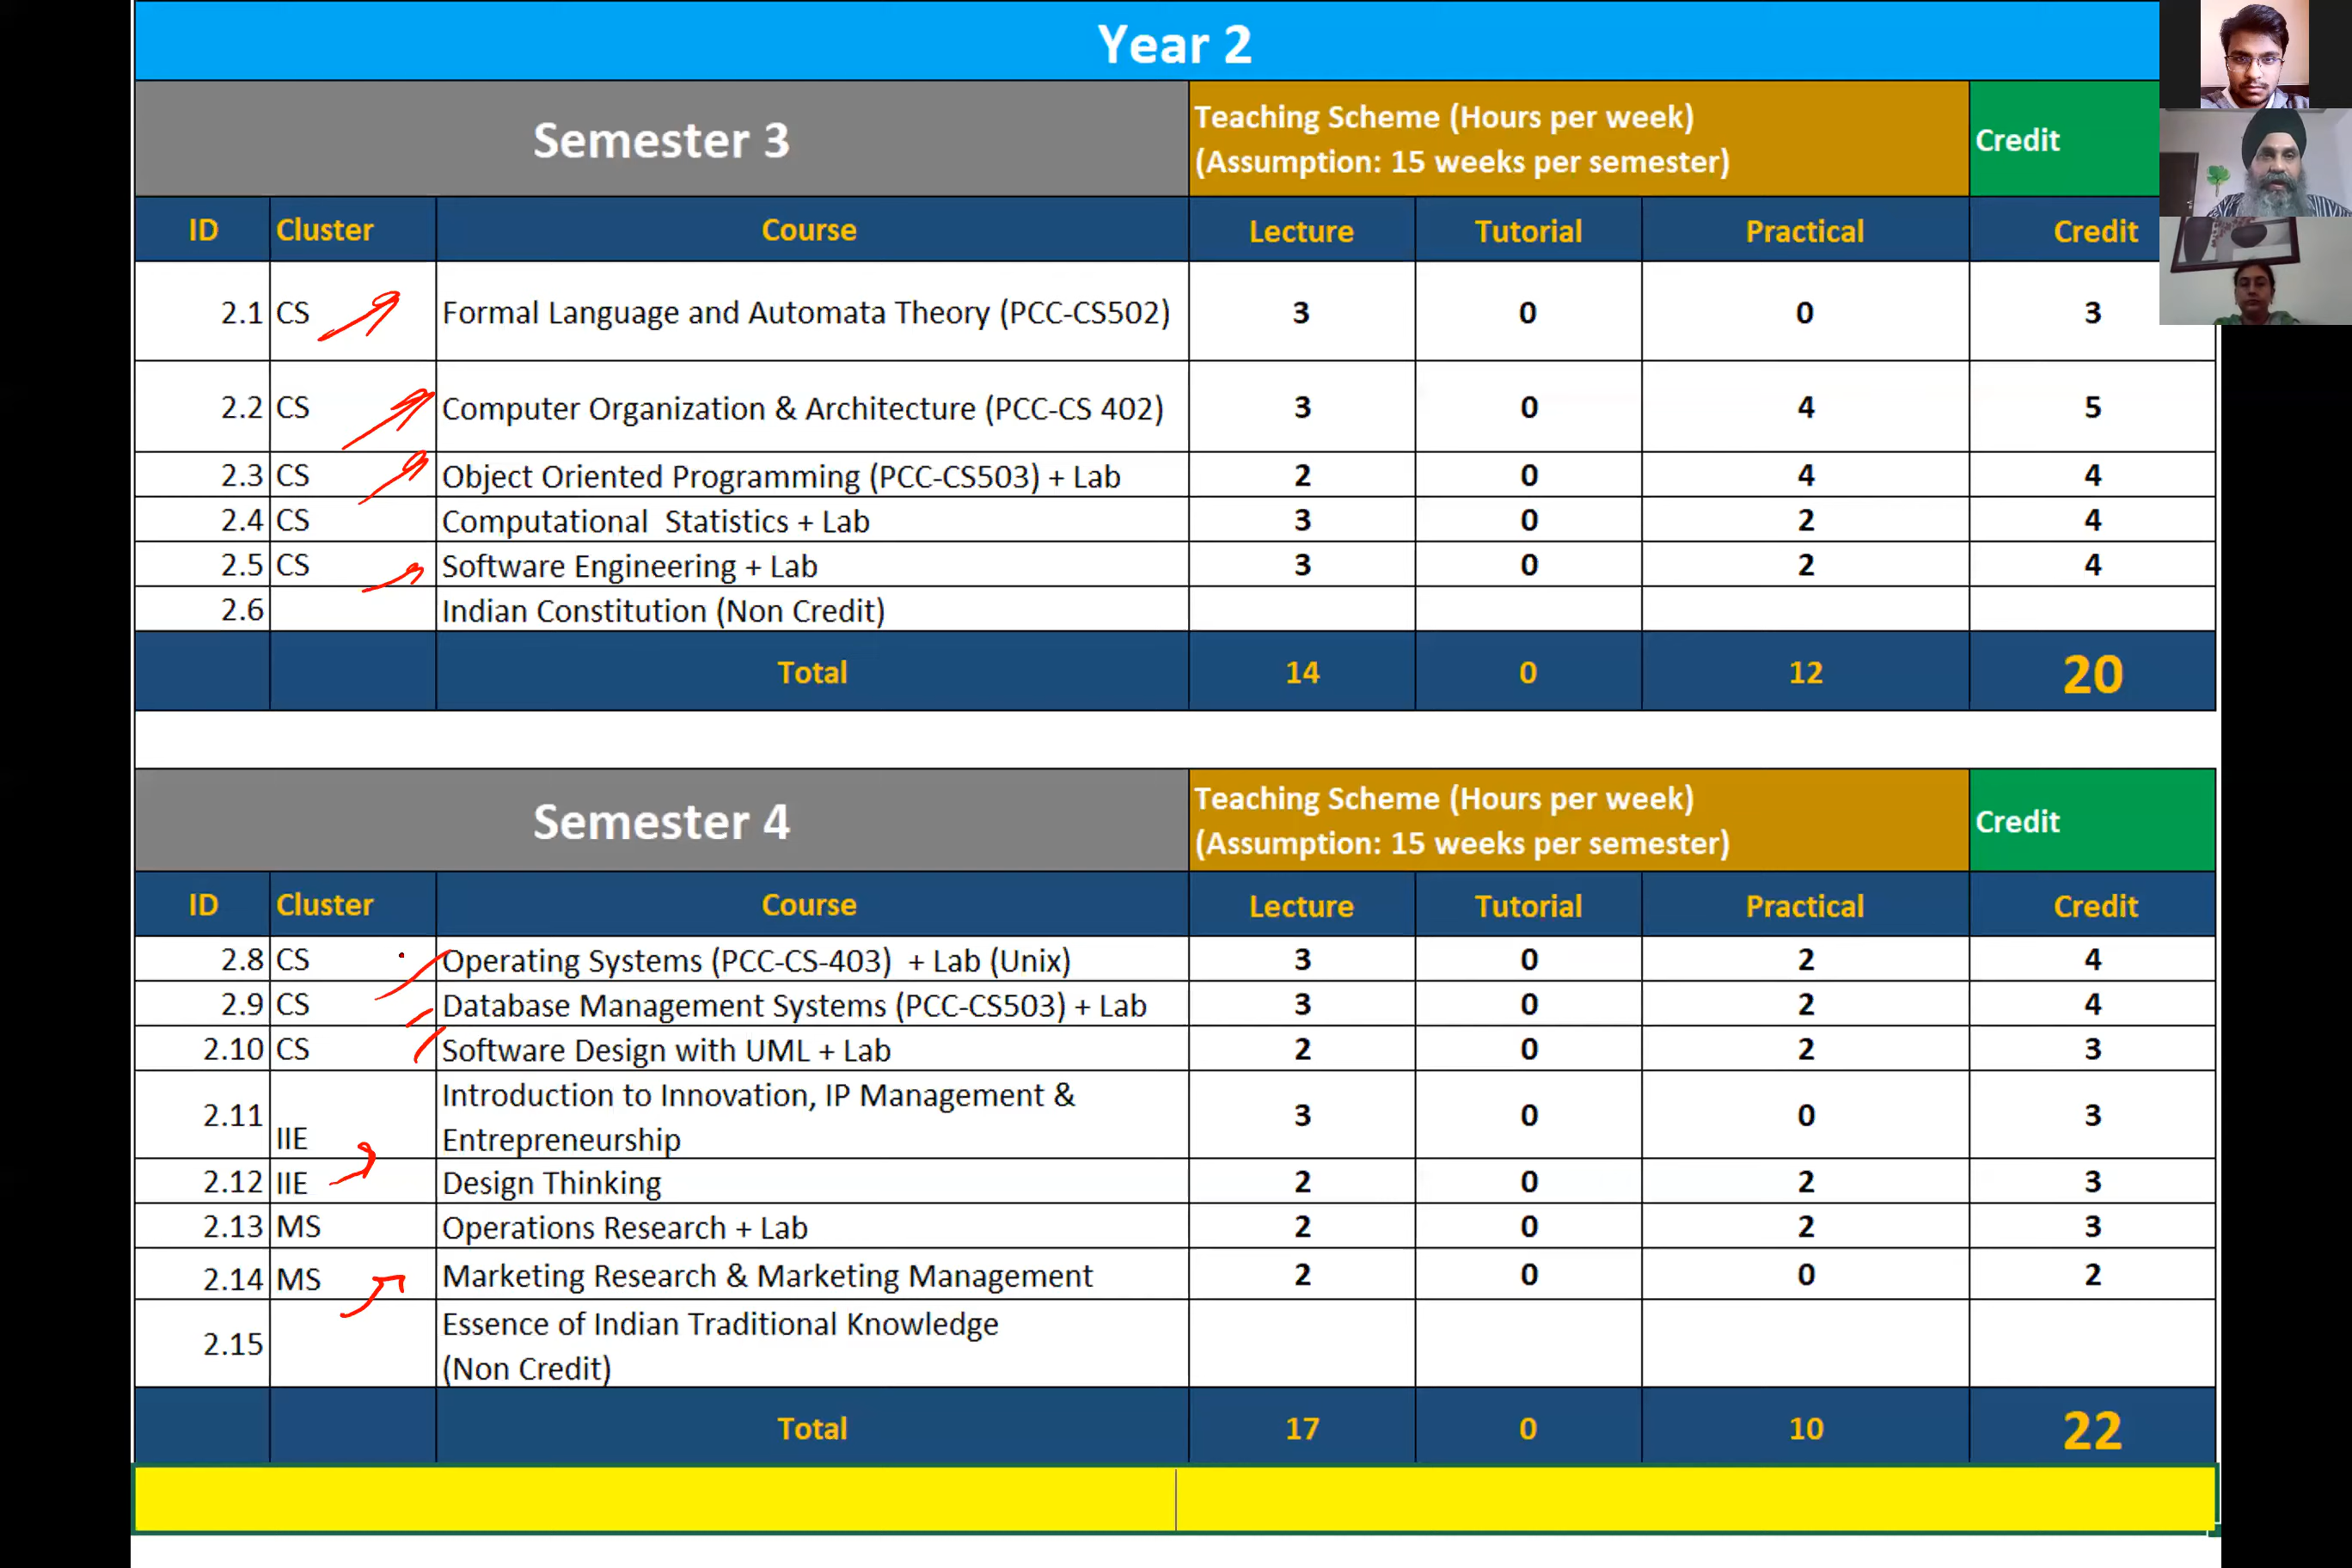 Year 2
Semester 3
Teaching Scheme (Hours per week)
(Assumption: 15 weeks per semester)
Credit
ID Cluster Course Lecture Tutorial Practical Credit
2.1 CS Formal Language and Automata Theory (PCC-CS502) 3 0 0 3
2.2 CS Computer Organization & Architecture (PCC-CS 402) 3 0 4 5
2.3 CS Object Oriented Programming (PCC-CS503) + Lab 2 0 4 4
2.4 CS Computational Statistics + Lab 3 0 2 4
2.5 CS Software Engineering + Lab 3 0 2 4
2.6 Indian Constitution (Non Credit)
Total 14 0 12 20
Semester 4
Teaching Scheme (Hours per week)
(Assumption: 15 weeks per semester)
Credit
ID Cluster Course Lecture Tutorial Practical Credit
2.8 CS Operating Systems (PCC-CS-403) + Lab (Unix) 3 0 2 4
2.9 CS Database Management Systems (PCC-CS503) + Lab 3 0 2 4
2.10 CS Software Design with UML + Lab 2 0 2 3
2.11 IIE Introduction to Innovation, IP Management &
Entrepreneurship 3 0 0 3
2.12 IIE Design Thinking 2 0 2 3
2.13 MS Operations Research + Lab 2 0 2 3
2.14 MS Marketing Research & Marketing Management 2 0 0 2
2.15 Essence of Indian Traditional Knowledge
(Non Credit)
Total 17 0 10 22